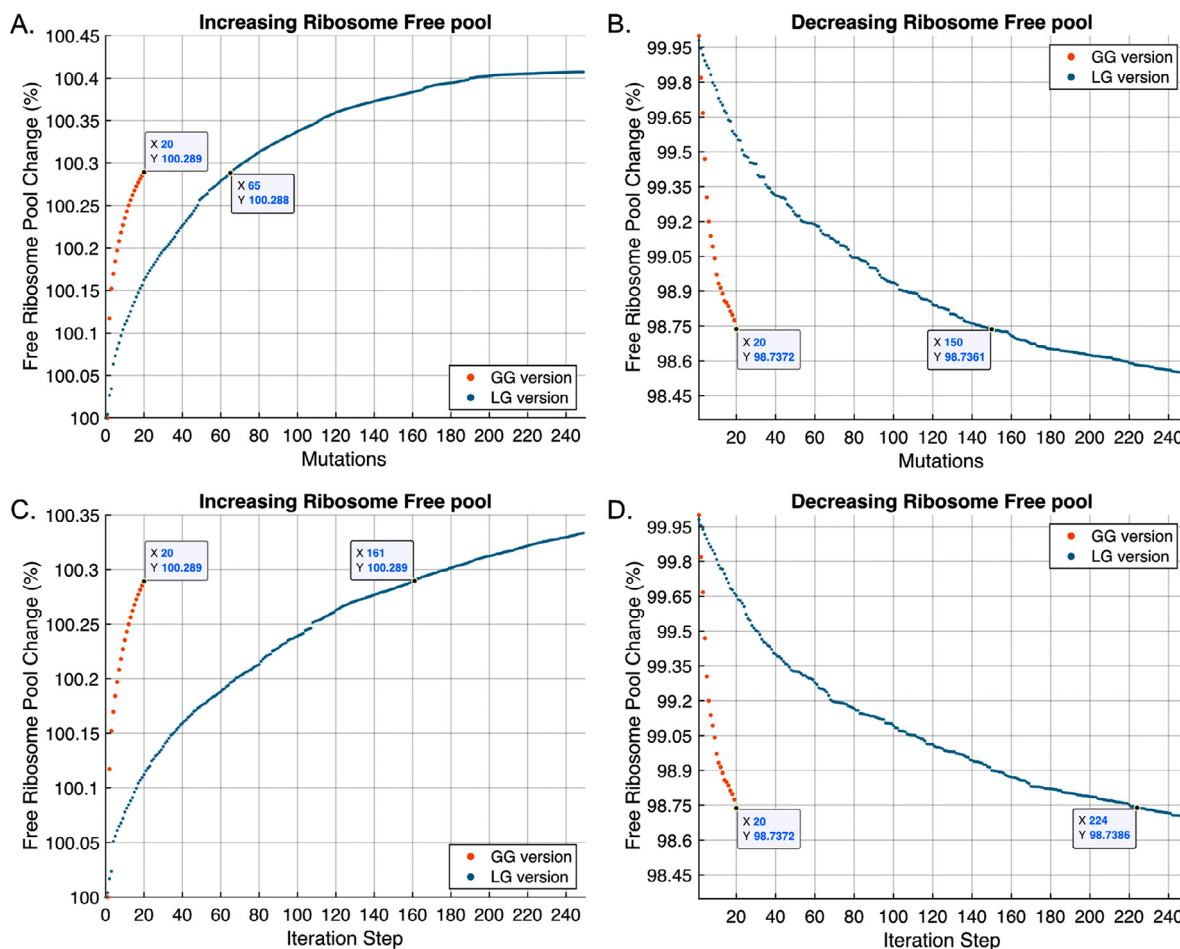 A.
Increasing Ribosome Free pool
Free Ribosome Pool Change (%)
100.45
100.4
100.35
100.3
100.25
100.2
100.15
100.1
100.05
100
X 20
Y 100.289
X 65
Y 100.288
GG version
LG version
0 20 40 60 80 100 120 140 160 180 200 220 240
Mutations
B.
Decreasing Ribosome Free pool
Free Ribosome Pool Change (%)
99.95
99.8
99.65
99.5
99.35
99.2
99.05
98.9
98.75
98.6
98.45
GG version
LG version
X 20
Y 98.7372
X 150
Y 98.7361
20 40 60 80 100 120 140 160 180 200 220 240
Mutations
C.
Increasing Ribosome Free pool
Free Ribosome Pool Change (%)
100.35
100.3
100.25
100.2
100.15
100.1
100.05
100
X 20
Y 100.289
X 161
Y 100.289
GG version
LG version
0 20 40 60 80 100 120 140 160 180 200 220 240
Iteration Step
D.
Decreasing Ribosome Free pool
Free Ribosome Pool Change (%)
99.95
99.8
99.65
99.5
99.35
99.2
99.05
98.9
98.75
98.6
98.45
GG version
LG version
X 20
Y 98.7372
X 224
Y 98.7386
20 40 60 80 100 120 140 160 180 200 220 240
Iteration Step